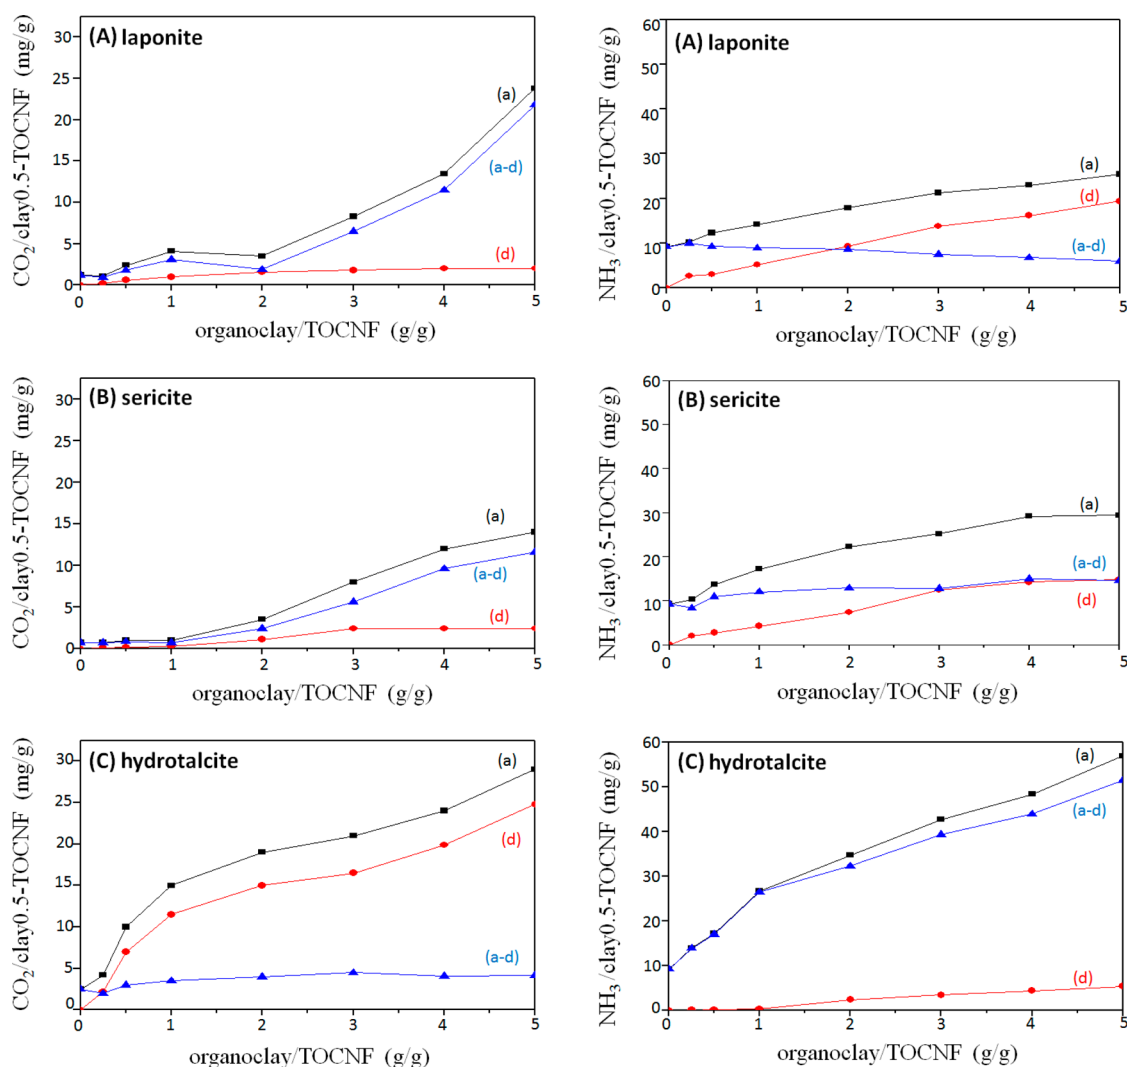 (A) laponite
CO2/clay0.5-TOCNF (mg/g)
30
25
20
15
10
5
0
(a)
(a-d)
(d)
0 1 2 3 4 5
organoclay/TOCNF (g/g)
(A) laponite
NH3/clay0.5-TOCNF (mg/g)
60
50
40
30
20
10
0
(a)
(d)
(a-d)
0 1 2 3 4 5
organoclay/TOCNF (g/g)
(B) sericite
CO2/clay0.5-TOCNF (mg/g)
30
25
20
15
10
5
0
(a)
(a-d)
(d)
0 1 2 3 4 5
organoclay/TOCNF (g/g)
(B) sericite
NH3/clay0.5-TOCNF (mg/g)
60
50
40
30
20
10
0
(a)
(a-d)
(d)
0 1 2 3 4 5
organoclay/TOCNF (g/g)
(C) hydrotalcite
CO2/clay0.5-TOCNF (mg/g)
30
25
20
15
10
5
0
(a)
(d)
(a-d)
0 1 2 3 4 5
organoclay/TOCNF (g/g)
(C) hydrotalcite
NH3/clay0.5-TOCNF (mg/g)
60
50
40
30
20
10
0
(a)
(a-d)
(d)
0 1 2 3 4 5
organoclay/TOCNF (g/g)